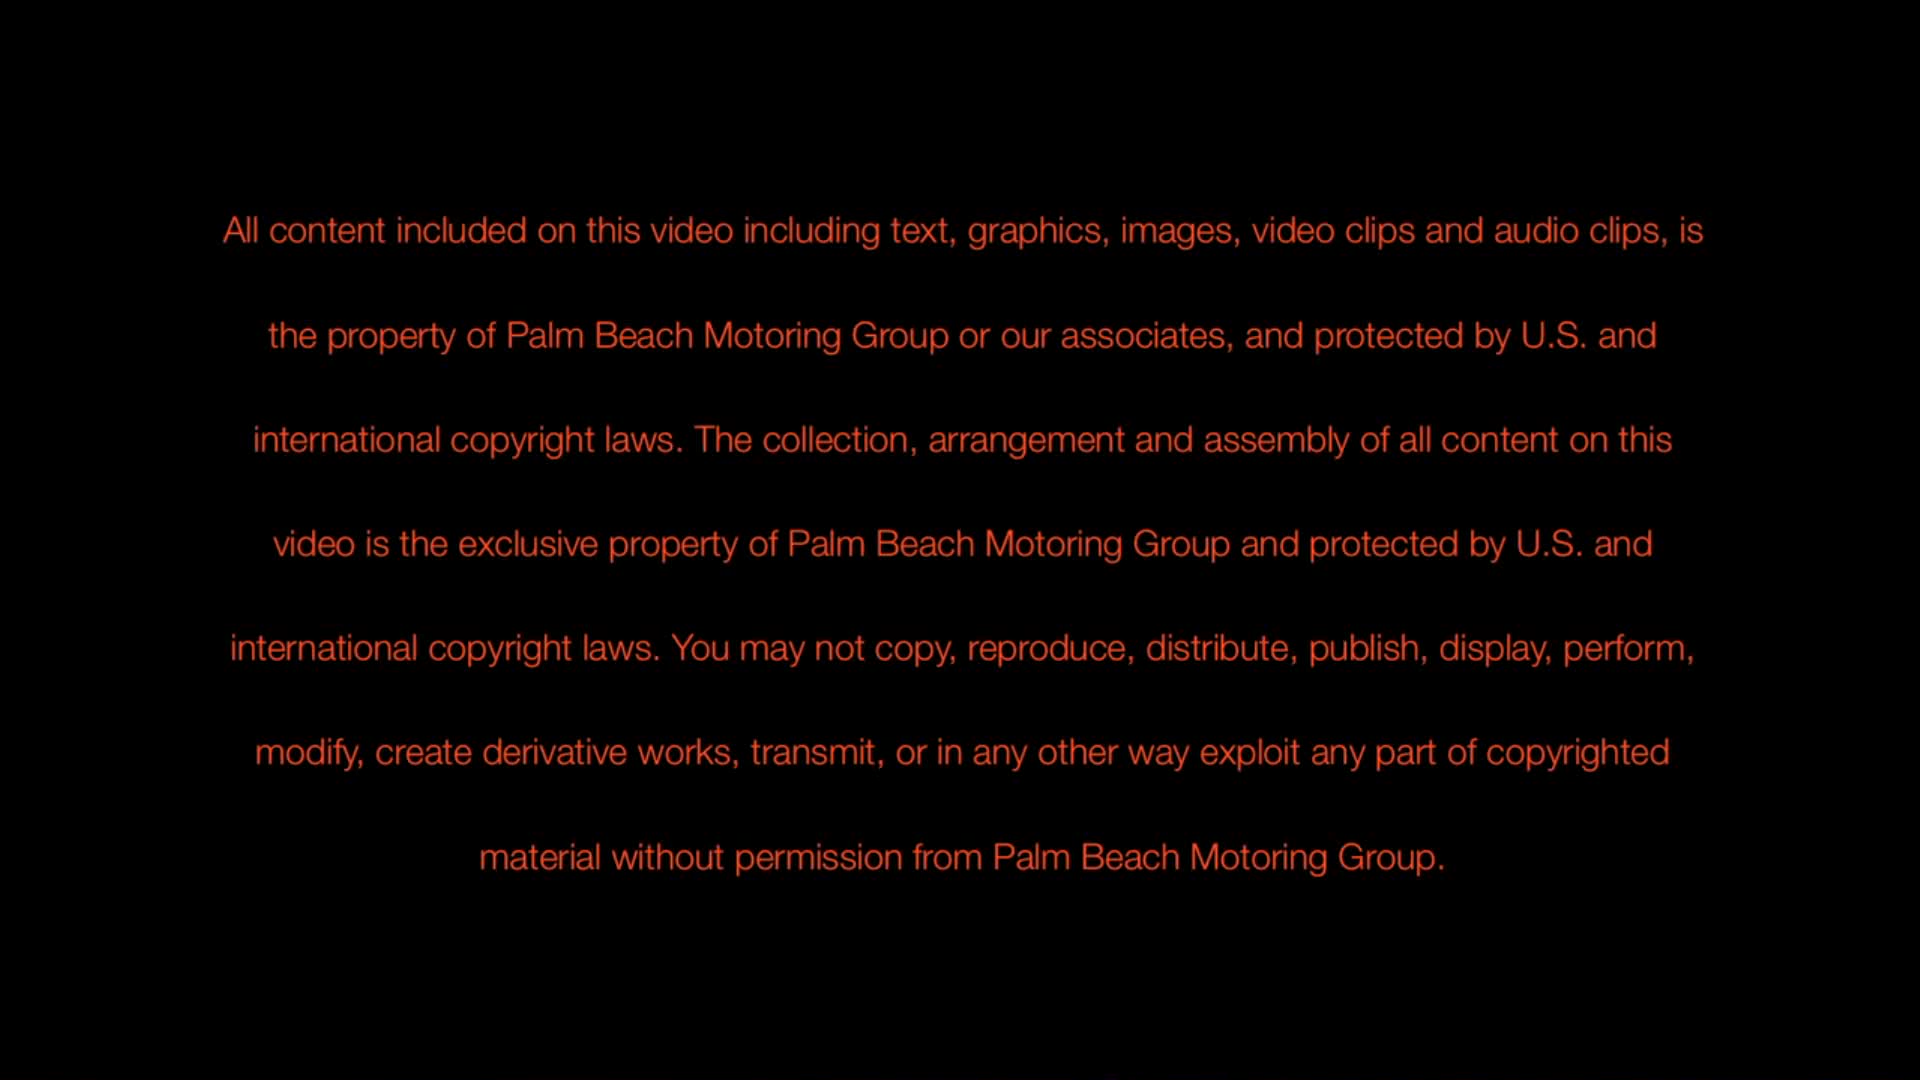 All content included on this video including text, graphics, images, video clips and audio clips, is
the property of Palm Beach Motoring Group or our associates, and protected by U.S. and
international copyright laws. The collection, arrangement and assembly of all content on this
video is the exclusive property of Palm Beach Motoring Group and protected by U.S. and
international copyright laws. You may not copy, reproduce, distribute, publish, display, perform,
modify, create derivative works, transmit, or in any other way exploit any part of copyrighted
material without permission from Palm Beach Motoring Group.